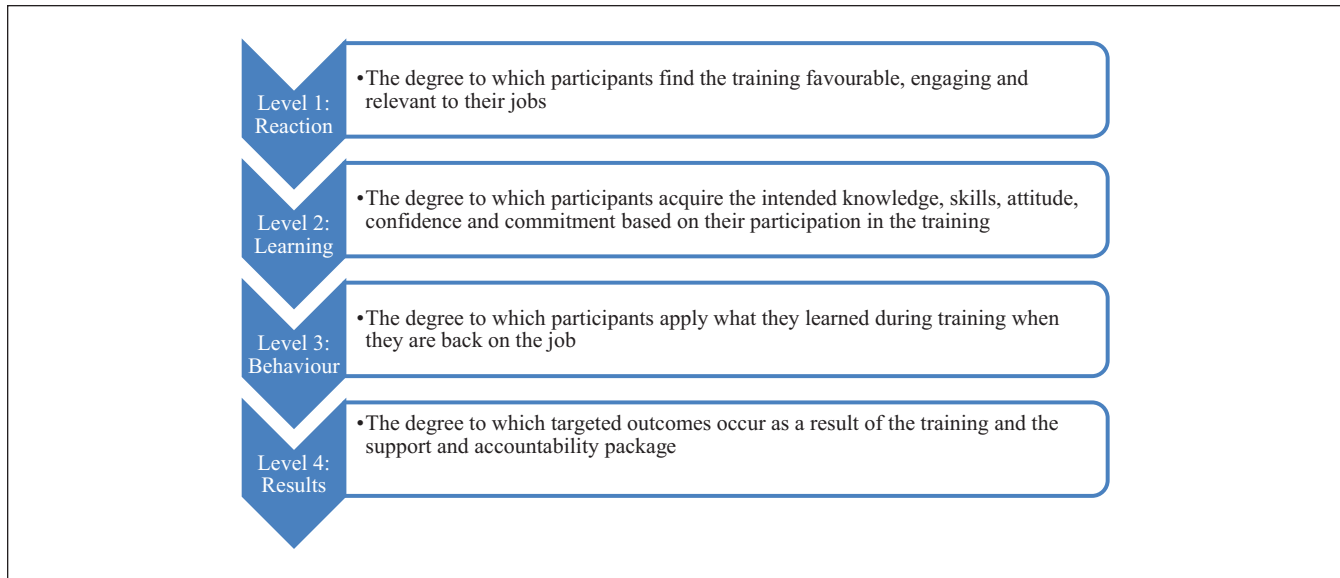 Level 1:
Reaction
•The degree to which participants find the training favourable, engaging and
relevant to their jobs
Level 2:
Learning
•The degree to which participants acquire the intended knowledge, skills, attitude,
confidence and commitment based on their participation in the training
Level 3:
Behaviour
•The degree to which participants apply what they learned during training when
they are back on the job
Level 4:
Results
•The degree to which targeted outcomes occur as a result of the training and the
support and accountability package